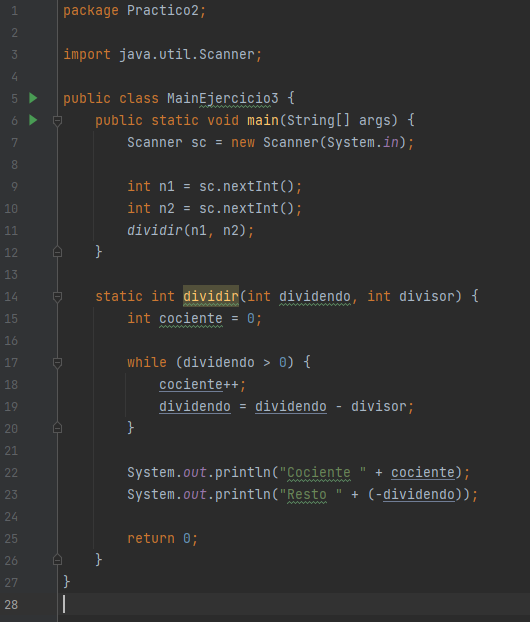 1 package Practico2;
2
3 import java.util.Scanner;
4
5 public class MainEjercicio3 {
6 public static void main(String[] args) {
7 Scanner sc = new Scanner(System.in);
8
9 int n1 = sc.nextInt();
10 int n2 = sc.nextInt();
11 dividir(n1, n2);
12 }
13
14 static int dividir(int dividendo, int divisor) {
15 int cociente = 0;
16
17 while (dividendo > 0) {
18 cociente++;
19 dividendo = dividendo - divisor;
20 }
21
22 System.out.println("Cociente " + cociente);
23 System.out.println("Resto " + (-dividendo));
24
25 return 0;
26 }
27 }
28